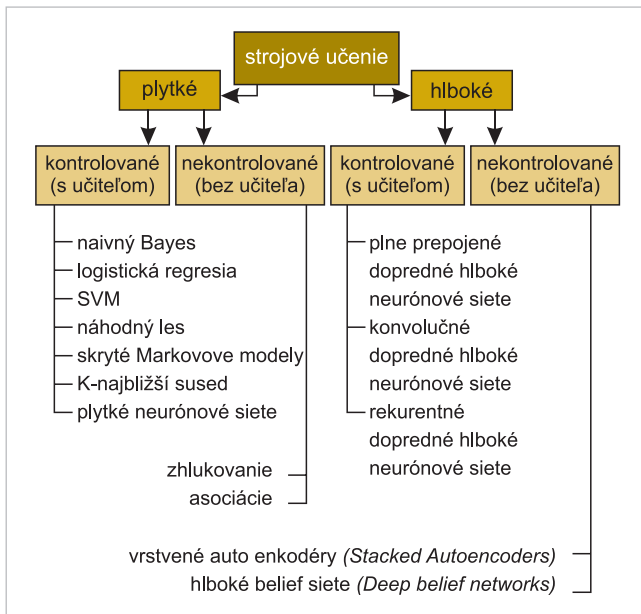 strojové učenie
plytké
hlboké
kontrolované
(s učiteľom)
nekontrolované
(bez učiteľa)
kontrolované
(s učiteľom)
nekontrolované
(bez učiteľa)
naivný Bayes
logistická regresia
SVM
náhodný les
skryté Markovove modely
K-najbližší sused
plytké neurónové siete
zhlukovanie
asociácie
plne prepojené
dopredné hlboké
neurónové siete
konvolučné
dopredné hlboké
neurónové siete
rekurentné
dopredné hlboké
neurónové siete
vrstvené auto enkodéry (Stacked Autoencoders)
hlboké belief siete (Deep belief networks)